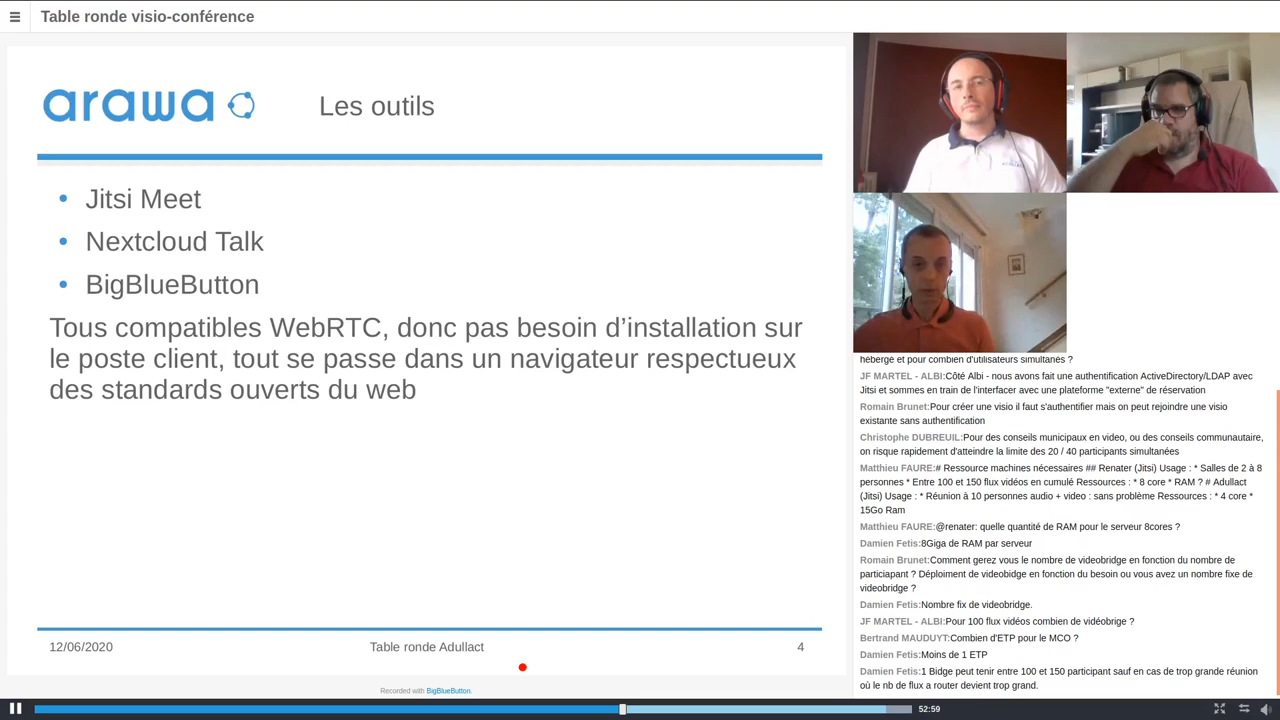 Table ronde visio-conférence
arawa
Les outils
• Jitsi Meet
• Nextcloud Talk
• BigBlueButton
Tous compatibles WebRTC, donc pas besoin d’installation sur
le poste client, tout se passe dans un navigateur respectueux
des standards ouverts du web
12/06/2020 Table ronde Adullact 4
Recorded with BigBlueButton.
hébergé et pour combien d'utilisateurs simultanés ?
JF MARTEL - ALBI:Côté Albi - nous avons fait une authentification ActiveDirectory/LDAP avec
Jitsi et sommes en train de l'interfacer avec une plateforme "externe" de réservation
Romain Brunet:Pour créer une visio il faut s'authentifier mais on peut rejoindre une visio
existante sans authentification
Christophe DUBREUIL:Pour des conseils municipaux en video, ou des conseils communautaire,
on risque rapidement d'atteindre la limite des 20 / 40 participants simultanées
Matthieu FAURE:# Ressource machines nécessaires ## Renater (Jitsi) Usage : * Salles de 2 à 8
personnes * Entre 100 et 150 flux vidéos en cumulé Ressources : * 8 core * RAM ? # Adullact
(Jitsi) Usage : * Réunion à 10 personnes audio + video : sans problème Ressources : * 4 core *
15Go Ram
Matthieu FAURE:@renater: quelle quantité de RAM pour le serveur 8cores ?
Damien Fetis:8Giga de RAM par serveur
Romain Brunet:Comment gerez vous le nombre de videobridge en fonction du nombre de
particiapant ? Déploiment de videobidge en fonction du besoin ou vous avez un nombre fixe de
videobridge ?
Damien Fetis:Nombre fix de videobridge.
JF MARTEL - ALBI:Pour 100 flux vidéos combien de vidéobrige ?
Bertrand MAUDUYT:Combien d'ETP pour le MCO ?
Damien Fetis:Moins de 1 ETP
Damien Fetis:1 Bidge peut tenir entre 100 et 150 participant sauf en cas de trop grande réunion
où le nb de flux a router devient trop grand.
52:59